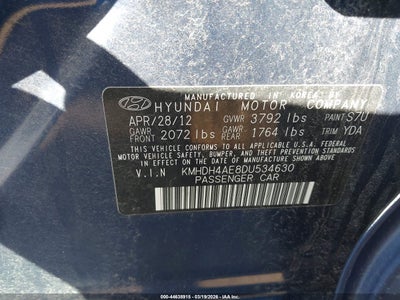 MANUFACTURED IN KOREA BY
HYUNDAI MOTOR COMPANY
APR/28/12 GVWR 3792 lbs PAINT S7U
GAWR FRONT 2072 lbs GAWR REAR 1764 lbs TRIM YDA
THIS VEHICLE CONFORMS TO ALL APPLICABLE U.S.A. FEDERAL
MOTOR VEHICLE SAFETY, BUMPER, AND THEFT PREVENTION STANDARDS
IN EFFECT ON THE DATE OF MANUFACTURE SHOWN ABOVE.
V.I.N KMHDH4AE8DU534630
PASSENGER CAR
00-44638915 - 03/19/2026 - IAA